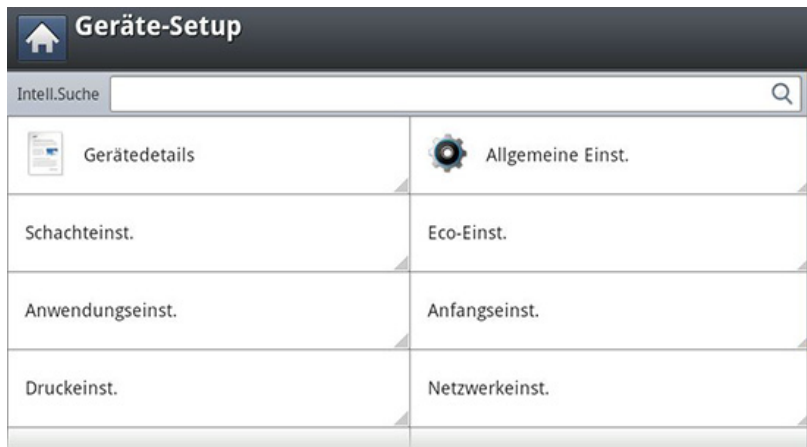 Geräte-Setup
Intell.Suche
Gerätedetails
Allgemeine Einst.
Schachteinst.
Eco-Einst.
Anwendungseinst.
Anfangseinst.
Druckeinst.
Netzwerkeinst.